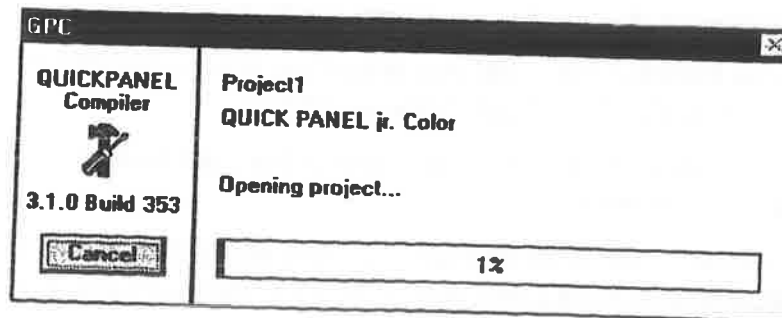 GPC
QUICKPANEL
Compiler
3.1.0 Build 353
Cancel
Project1
QUICK PANEL jr. Color
Opening project...
1%